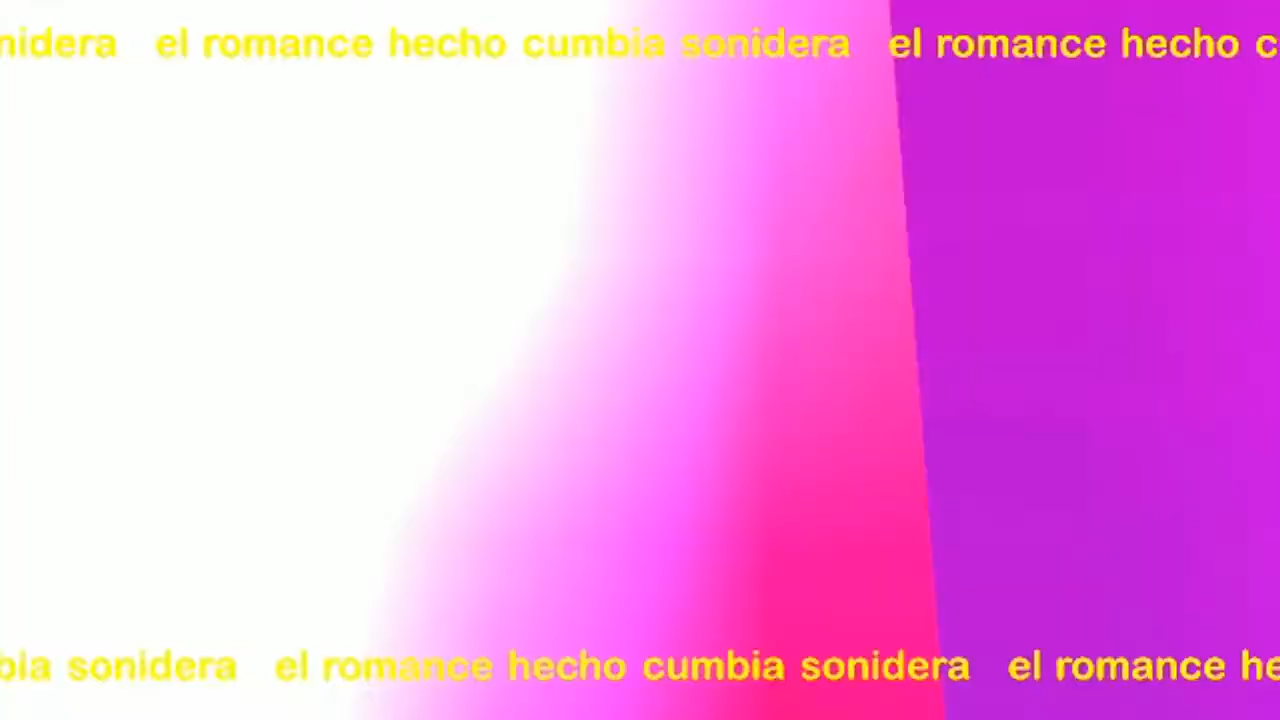 nidera el romance hecho cumbia sonidera el romance hecho c
bia sonidera el romance hecho cumbia sonidera el romance he